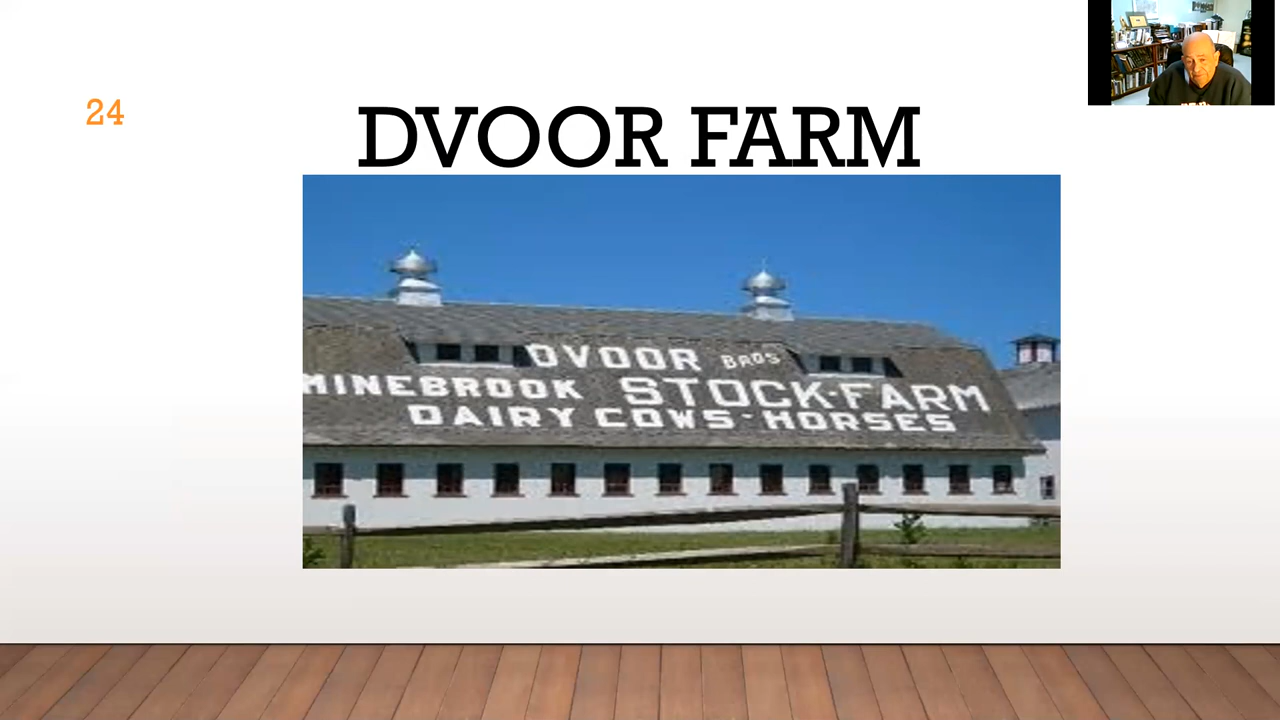 24
DVOOR FARM
DVOOR BROS
MINEBROOK STOCK-FARM
DAIRY COWS-HORSES